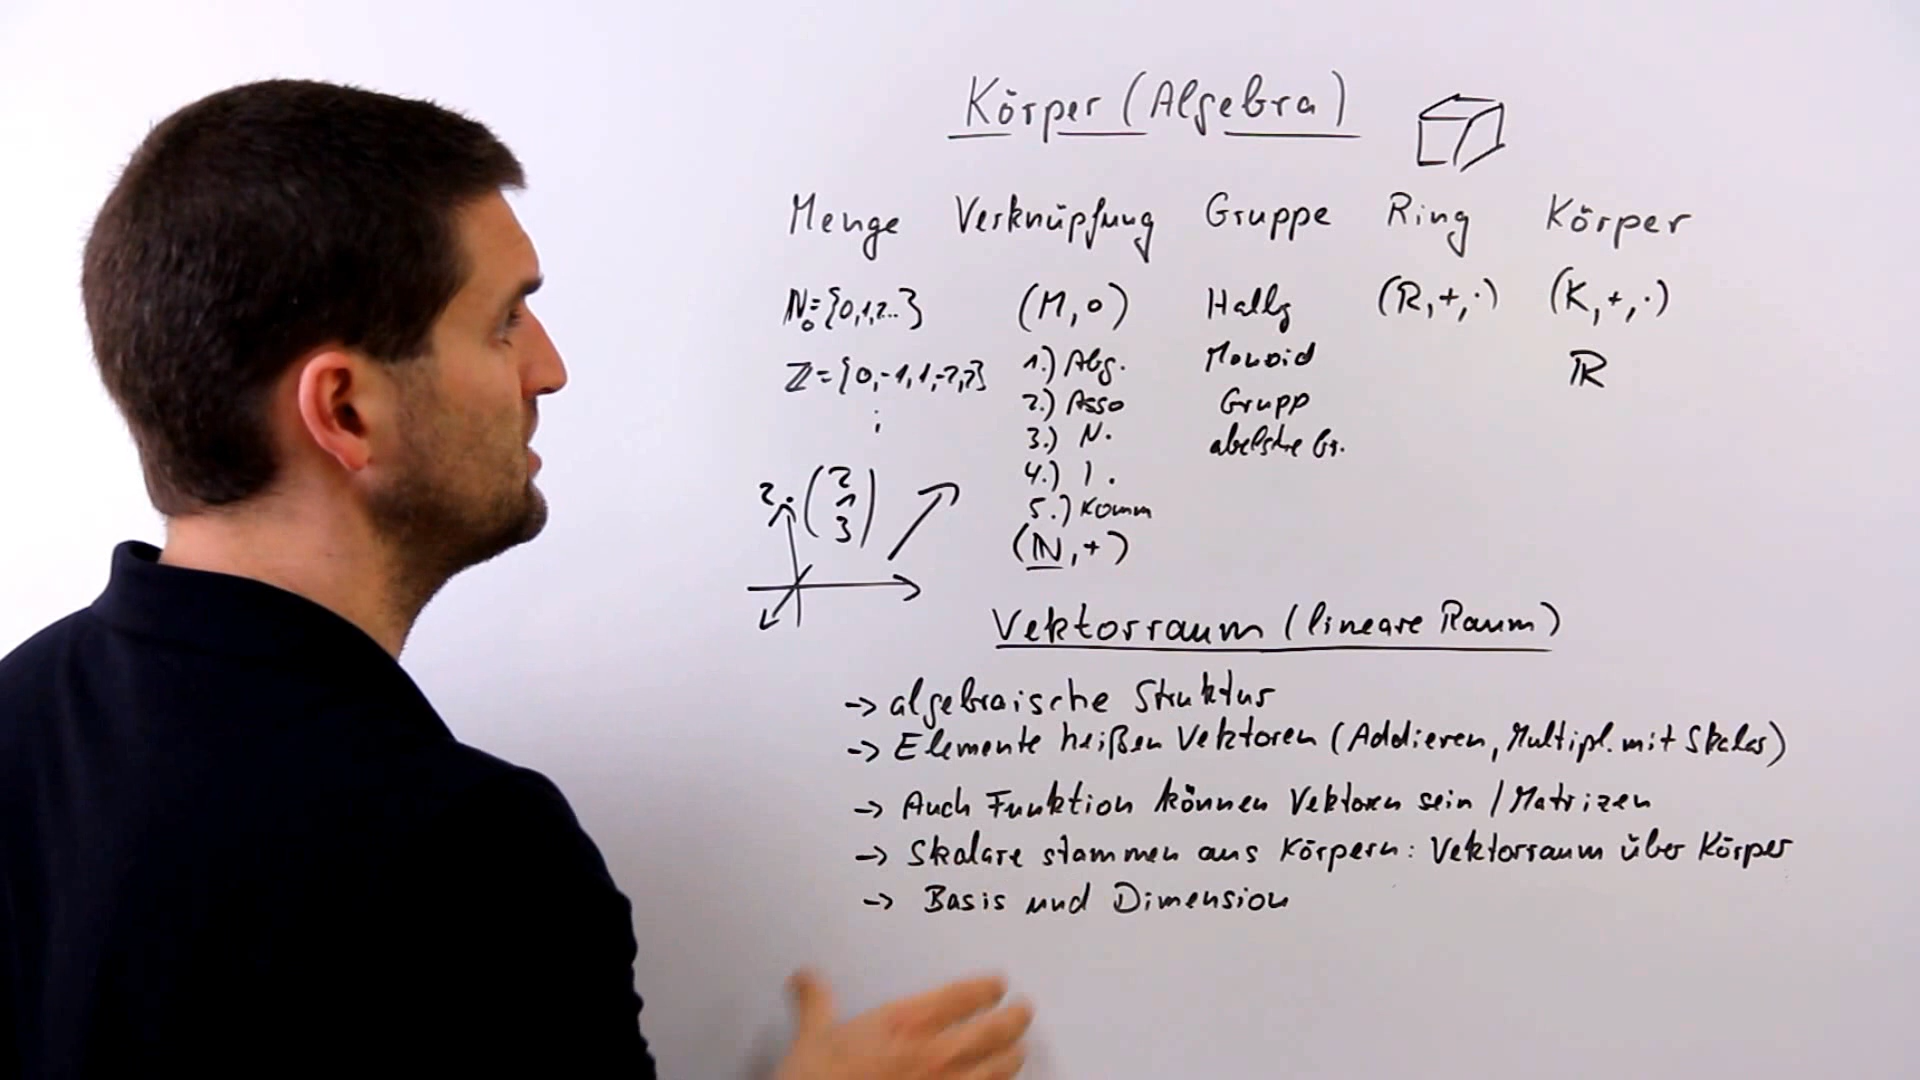 Körper (Algebra)
Menge Verknüpfung Gruppe Ring Körper
N₀={0,1,2..} (M,∘) Halbg (R,+,·) (K,+,·)
ℤ={0,-1,1,-2,2} 1.) Abg. Monoid ℝ
⋮ 2.) Asso Grupp
3.) N. abelsche Gr.
4.) I.
5.) Komm
2·(2 1 3)
(ℕ,+)
Vektorraum (lineare Raum)
-> algebraische Struktur
-> Elemente heißen Vektoren (Addieren, Multipl. mit Skalar)
-> Auch Funktion können Vektoren sein / Matrizen
-> Skalare stammen aus Körpern: Vektorraum über Körper
-> Basis und Dimension